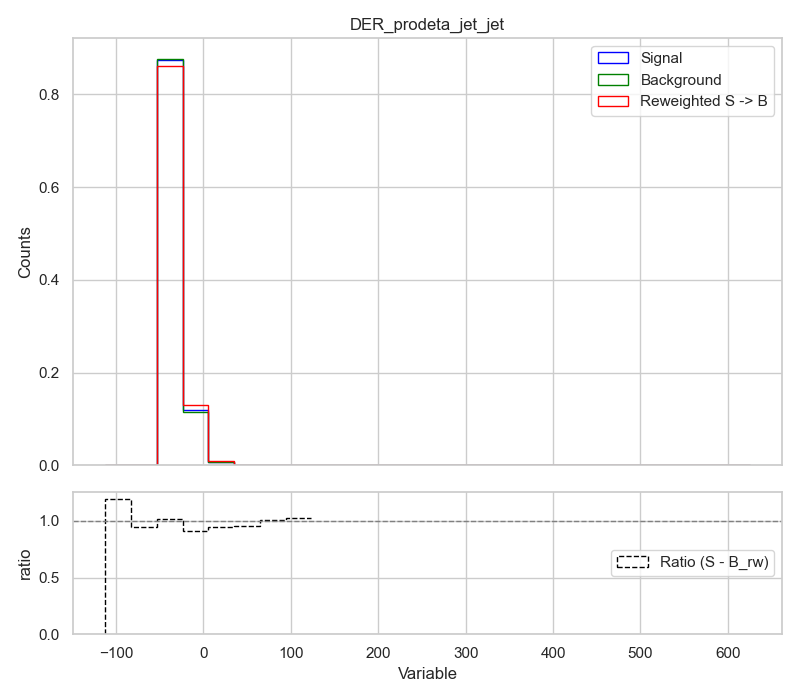 DER_prodeta_jet_jet
Signal
Background
Reweighted S -> B
Counts
0.8
0.6
0.4
0.2
0.0
ratio
1.0
0.5
0.0
Ratio (S - B_rw)
−100 0 100 200 300 400 500 600
Variable